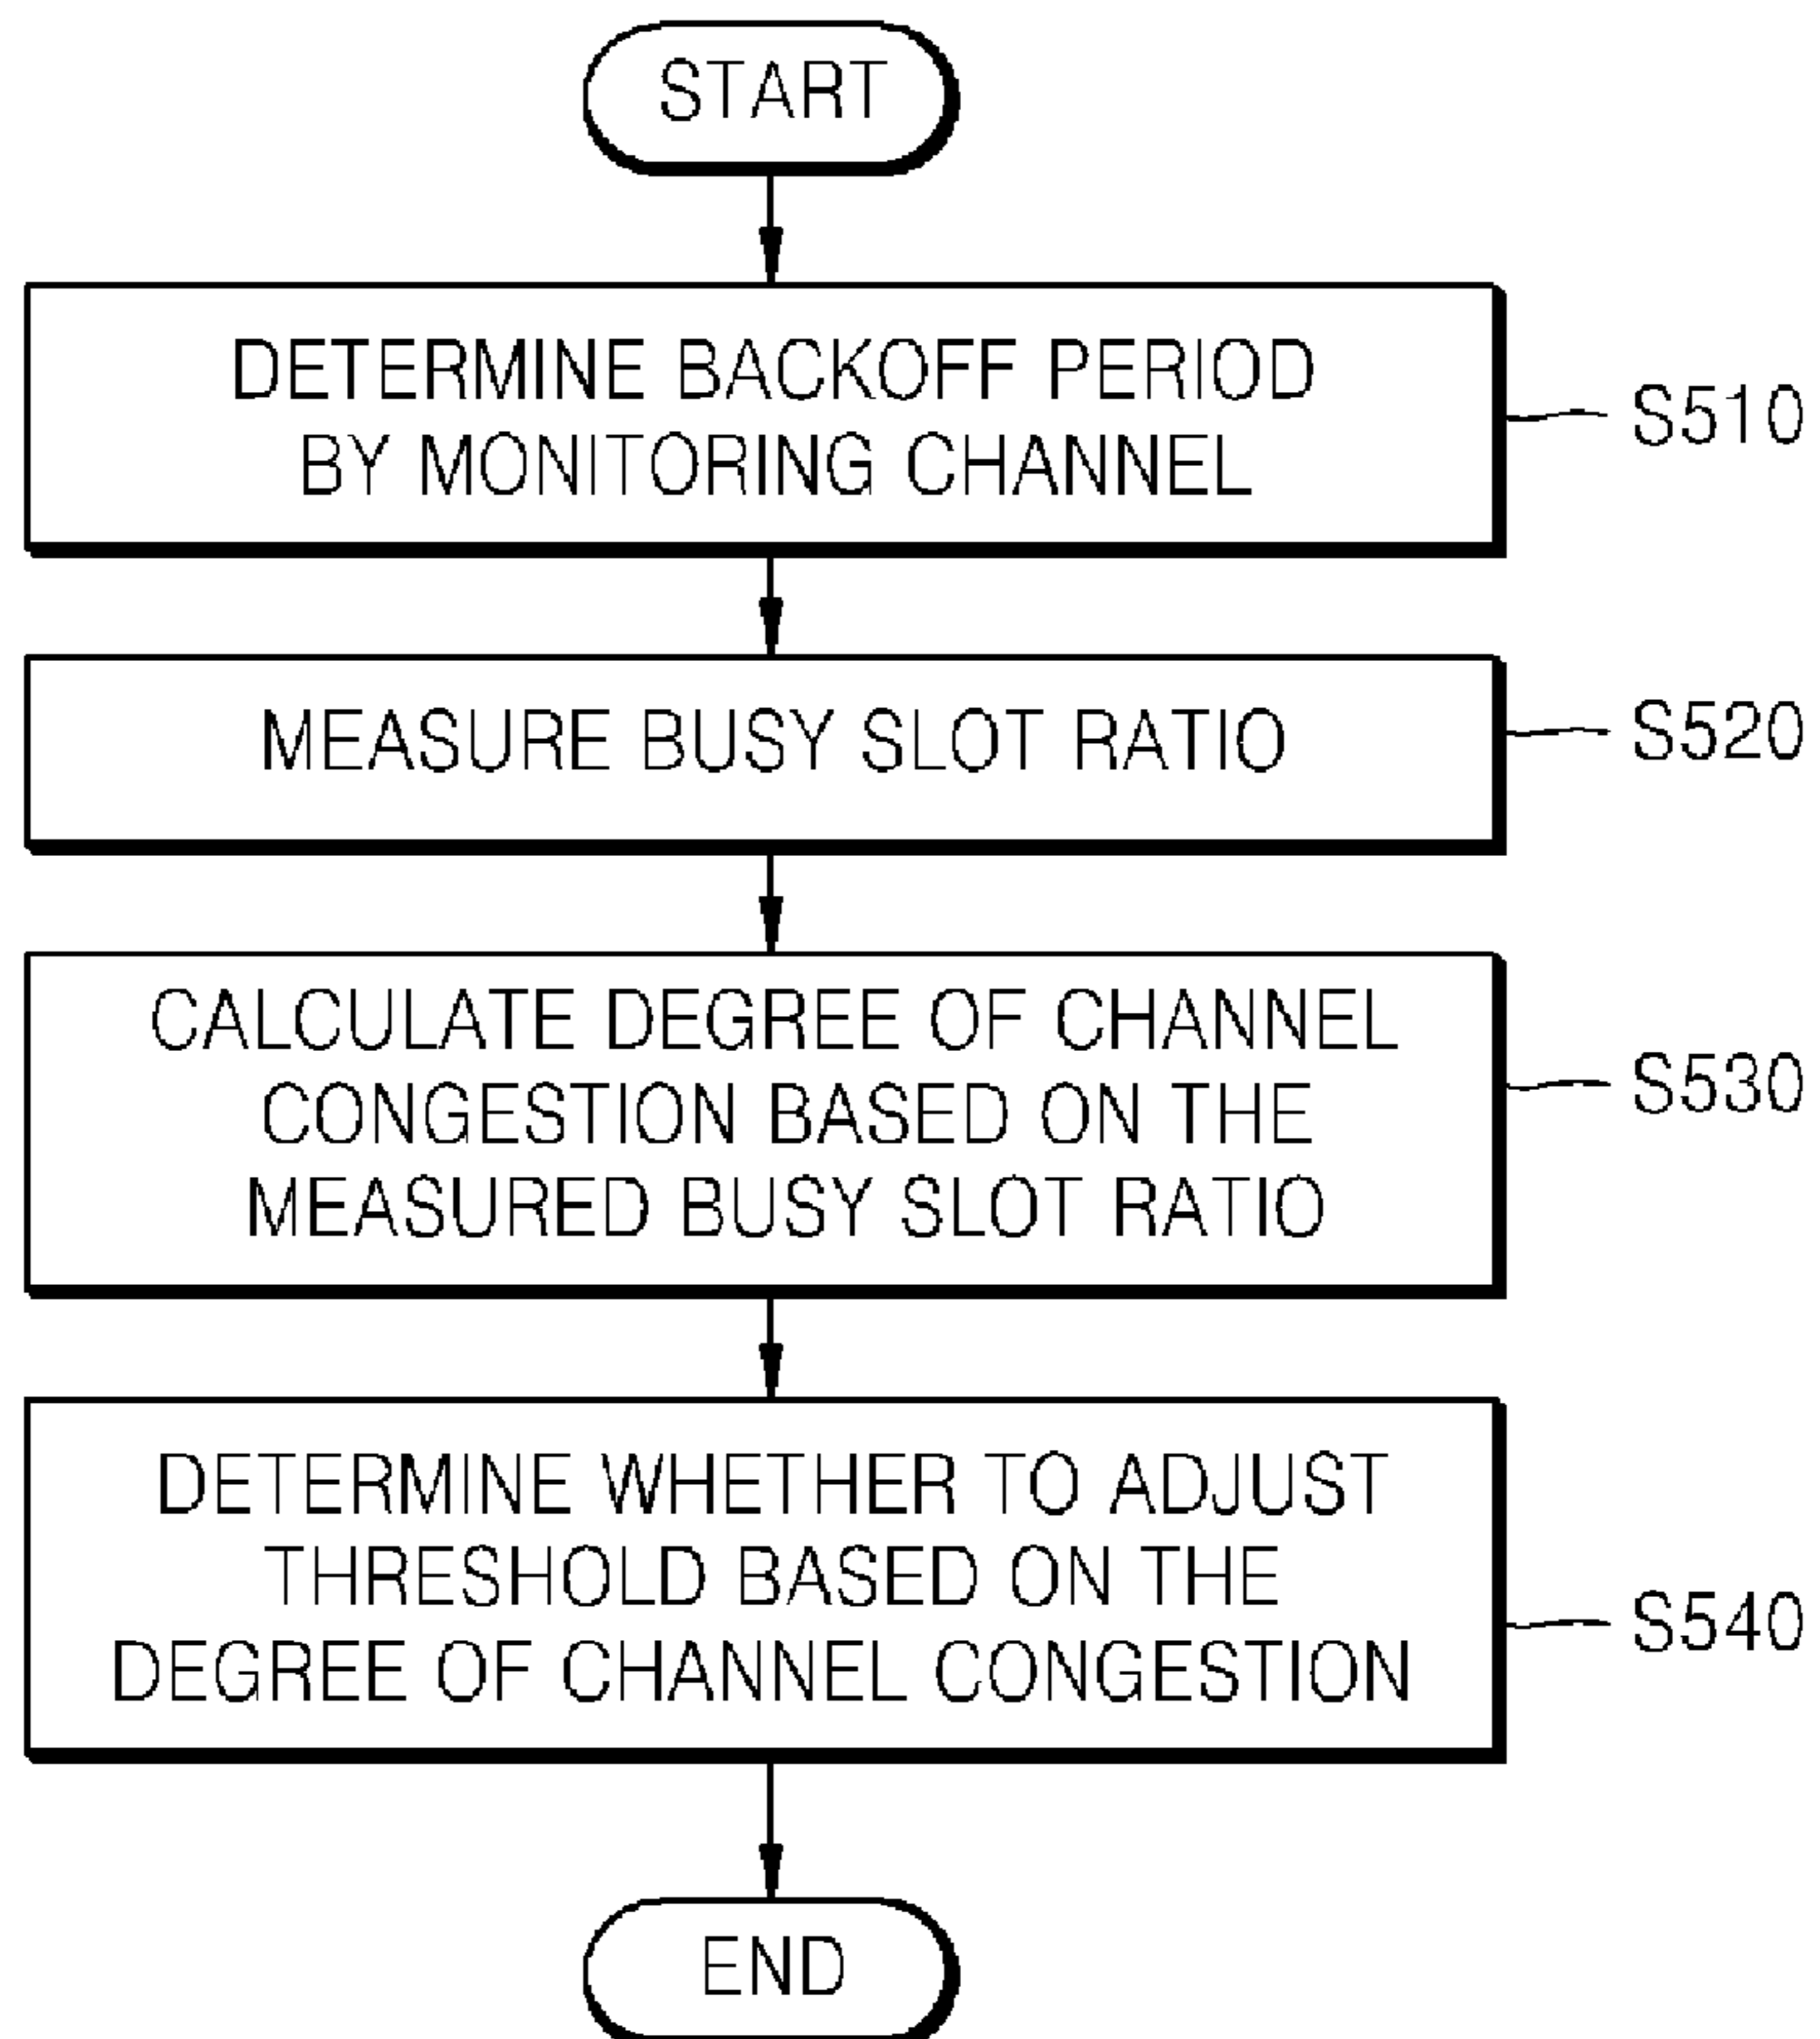 START
DETERMINE BACKOFF PERIOD
BY MONITORING CHANNEL
S510
MEASURE BUSY SLOT RATIO
S520
CALCULATE DEGREE OF CHANNEL
CONGESTION BASED ON THE
MEASURED BUSY SLOT RATIO
S530
DETERMINE WHETHER TO ADJUST
THRESHOLD BASED ON THE
DEGREE OF CHANNEL CONGESTION
S540
END